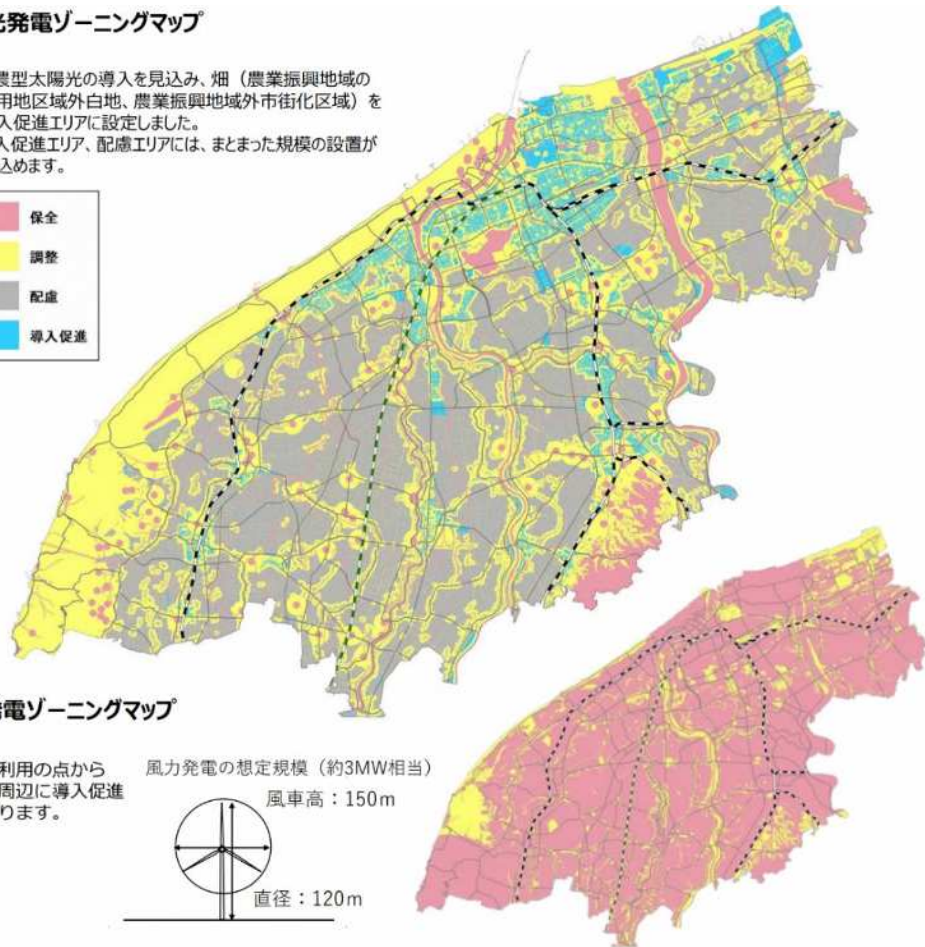 光発電ゾーニングマップ
農型太陽光の導入を見込み、畑（農業振興地域の
用地区域外白地、農業振興地域外市街化区域）を
入促進エリアに設定しました。
入促進エリア、配慮エリアには、まとまった規模の設置が
込めます。
保全
調整
配慮
導入促進
発電ゾーニングマップ
利用の点から
周辺に導入促進
ります。
風力発電の想定規模（約3MW相当）
風車高：150m
直径：120m